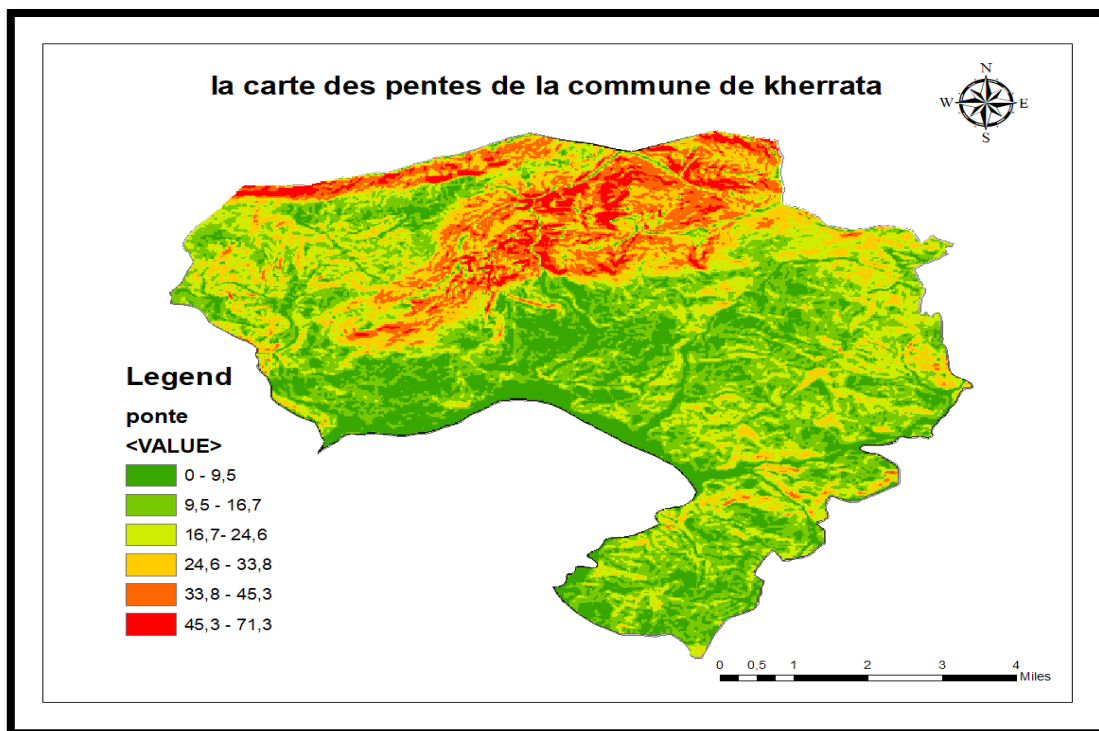 la carte des pentes de la commune de kherrata
N
W E
S
Legend
ponte
<VALUE>
0 - 9,5
9,5 - 16,7
16,7- 24,6
24,6 - 33,8
33,8 - 45,3
45,3 - 71,3
0 0,5 1 2 3 4
Miles